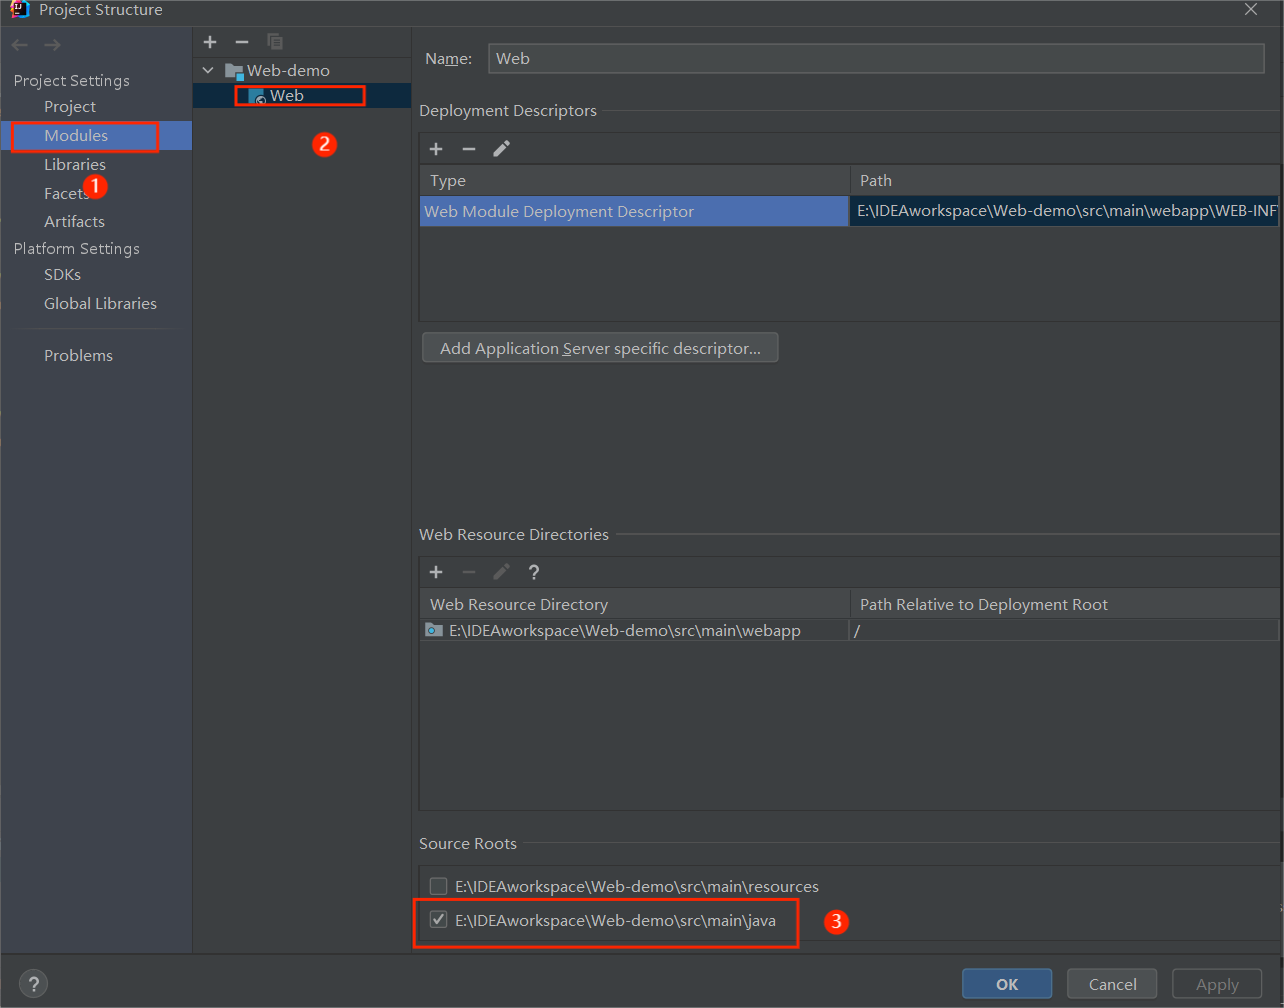 Project Structure
Project Settings
Project
Modules
Libraries
Facets
1
Artifacts
Platform Settings
SDKs
Global Libraries
Problems
Web-demo
Web
2
Name: Web
Deployment Descriptors
Type Path
Web Module Deployment Descriptor E:\IDEAworkspace\Web-demo\src\main\webapp\WEB-INF
Add Application Server specific descriptor...
Web Resource Directories
?
Web Resource Directory Path Relative to Deployment Root
E:\IDEAworkspace\Web-demo\src\main\webapp /
Source Roots
E:\IDEAworkspace\Web-demo\src\main\resources
E:\IDEAworkspace\Web-demo\src\main\java
3
? OK Cancel Apply